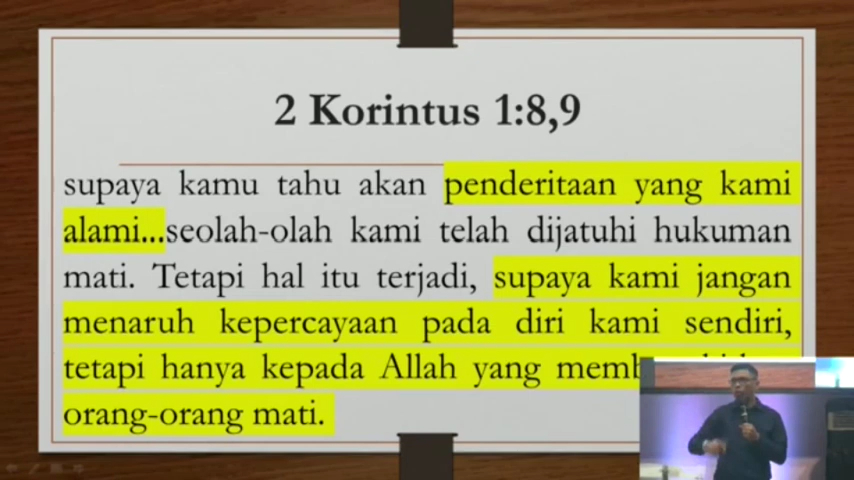 2 Korintus 1:8,9
supaya kamu tahu akan penderitaan yang kami
alami...seolah-olah kami telah dijatuhi hukuman
mati. Tetapi hal itu terjadi, supaya kami jangan
menaruh kepercayaan pada diri kami sendiri,
tetapi hanya kepada Allah yang
orang-orang mati.